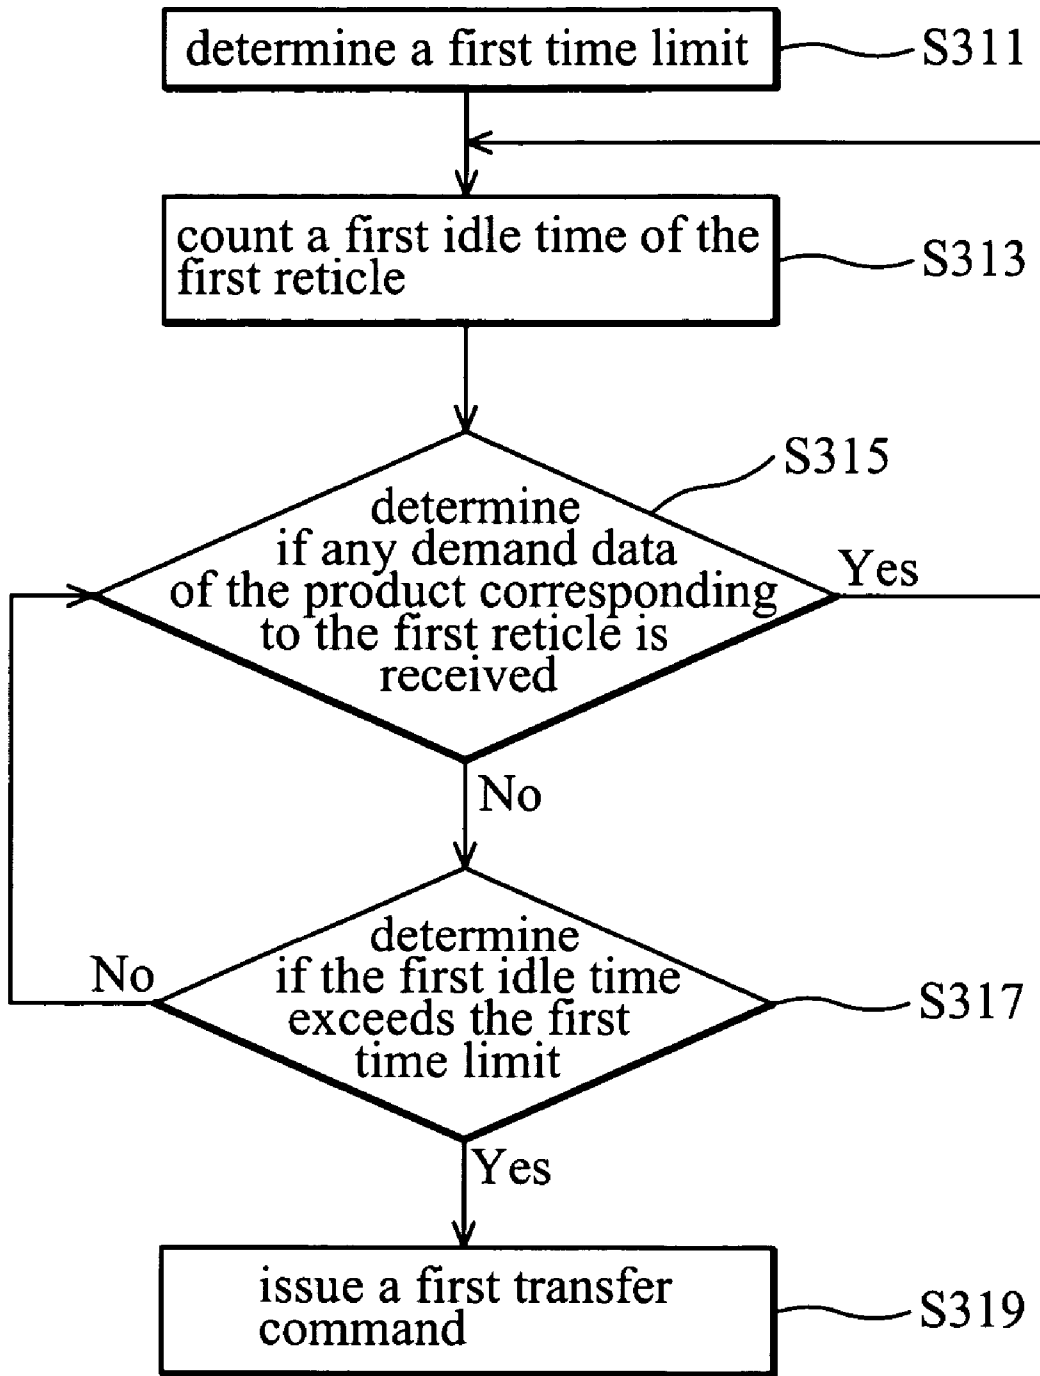 determine a first time limit
S311
count a first idle time of the
first reticle
S313
S315
determine
if any demand data
of the product corresponding
to the first reticle is
received
Yes
No
determine
if the first idle time
exceeds the first
time limit
No
S317
Yes
issue a first transfer
command
S319